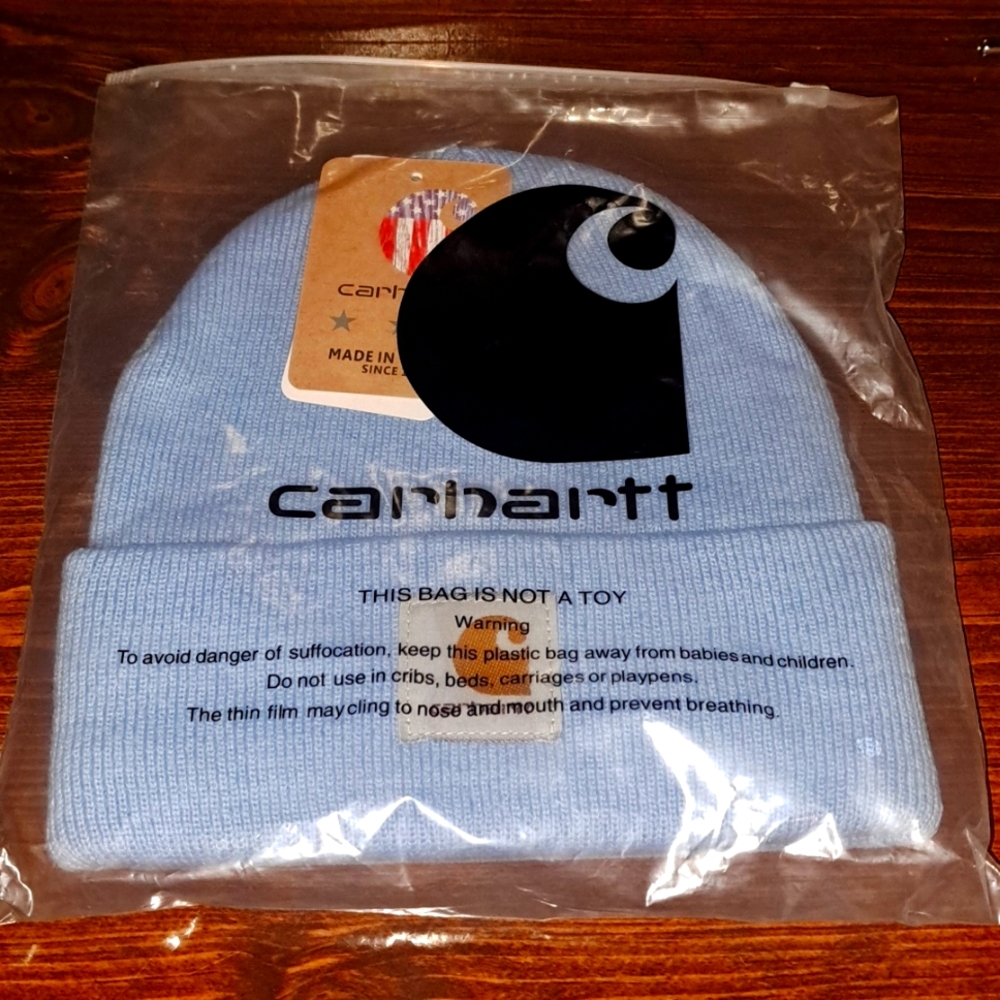 carh
MADE IN
SINCE
carhartt
THIS BAG IS NOT A TOY
Warning
To avoid danger of suffocation, keep this plastic bag away from babies and children.
Do not use in cribs, beds, carriages or playpens.
The thin film may cling to nose and mouth and prevent breathing.